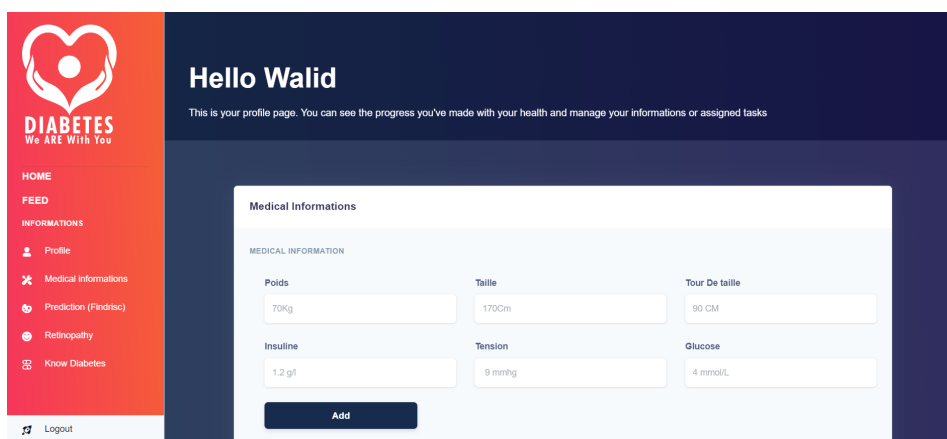 DIABETES
We ARE With You
HOME
FEED
INFORMATIONS
Profile
Medical informations
Prediction (Findrisc)
Retinopathy
Know Diabetes
Logout
Hello Walid
This is your profile page. You can see the progress you've made with your health and manage your informations or assigned tasks
Medical Informations
MEDICAL INFORMATION
Poids Taille Tour De taille
70Kg 170Cm 90 CM
Insuline Tension Glucose
1.2 g/l 9 mmhg 4 mmol/L
Add